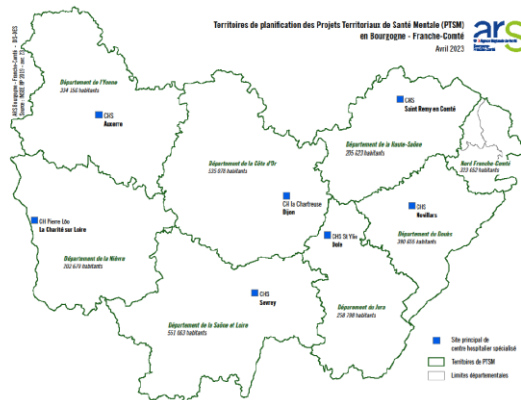 Territoires de planification des Projets Territoriaux de Santé Mentale (PTSM)
en Bourgogne - Franche-Comté
Avril 2023
ars
Département de l'Yonne
334 156 habitants
CHS
Auxerre
CHS
Saint Remy en Comté
Département de la Haute-Saône
Nord Franche-Comté
Département de la Côte d'Or
CH la Chartreuse
Dijon
CHS
Novillars
Département du Doubs
CH Pierre Lôo
La Charité sur Loire
Département de la Nièvre
CHS St Ylie
Dole
CHS
Sevrey
Département du Jura
Département de la Saône et Loire
Site principal de
centre hospitalier spécialisé
Territoires de PTSM
Limites départementales